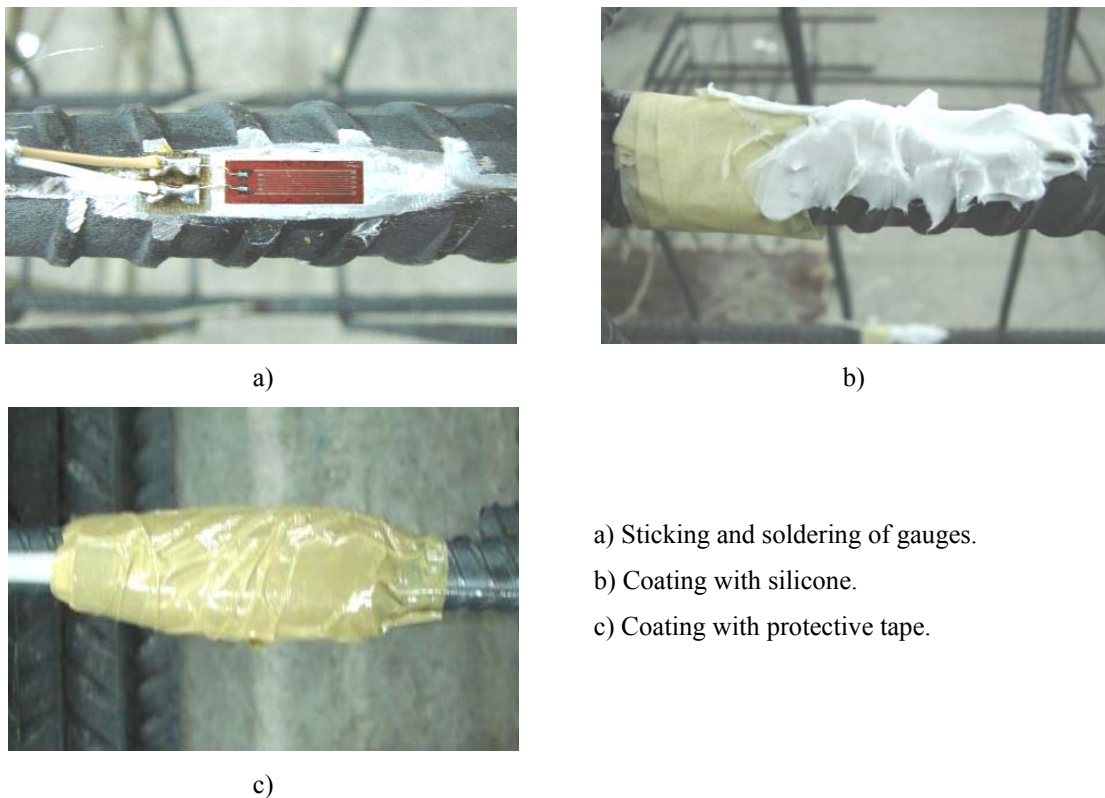 a)
b)
c)
a) Sticking and soldering of gauges.
b) Coating with silicone.
c) Coating with protective tape.